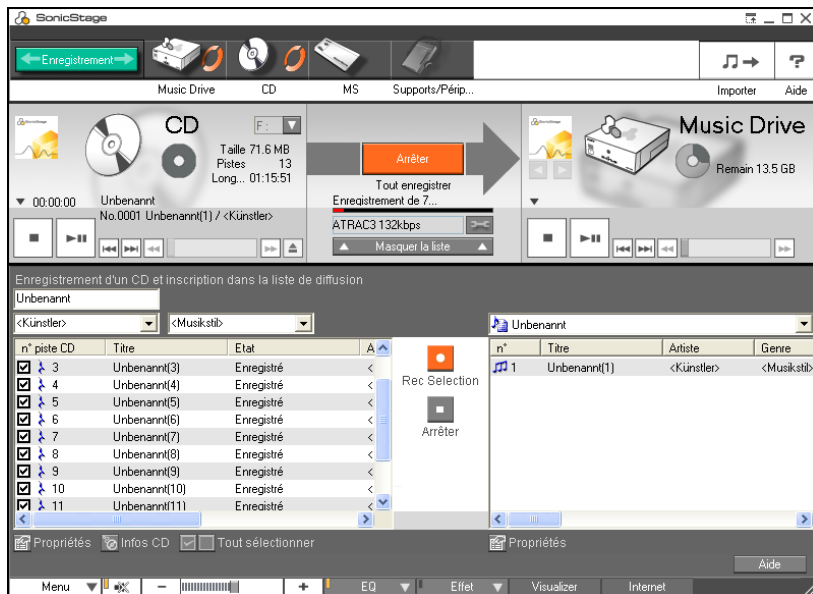 SonicStage
Enregistrement
Music Drive
CD
MS
Supports/Périp...
Importer
Aide
CD
F:
Taille 71.6 MB
Pistes 13
Long... 01:15:51
00:00:00
Unbenannt
No.0001 Unbenannt(1) / <Künstler>
Arrêter
Tout enregistrer
Enregistrement de 7...
ATRAC3 132kbps
Masquer la liste
Music Drive
Remain 13.5 GB
Enregistrement d'un CD et inscription dans la liste de diffusion
Unbenannt
<Künstler> <Musikstil>
n° piste CD Titre Etat A
3 Unbenannt(3) Enregistré <
4 Unbenannt(4) Enregistré <
5 Unbenannt(5) Enregistré <
6 Unbenannt(6) Enregistré <
7 Unbenannt(7) Enregistré <
8 Unbenannt(8) Enregistré <
9 Unbenannt(9) Enregistré <
10 Unbenannt(10) Enregistré <
11 Unbenannt(11) Enregistré <
Rec Selection
Arrêter
Unbenannt
n° Titre Artiste Genre
1 Unbenannt(1) <Künstler> <Musikstil>
Propriétés Infos CD Tout sélectionner
Propriétés
Aide
Menu EQ Effet Visualizer Internet